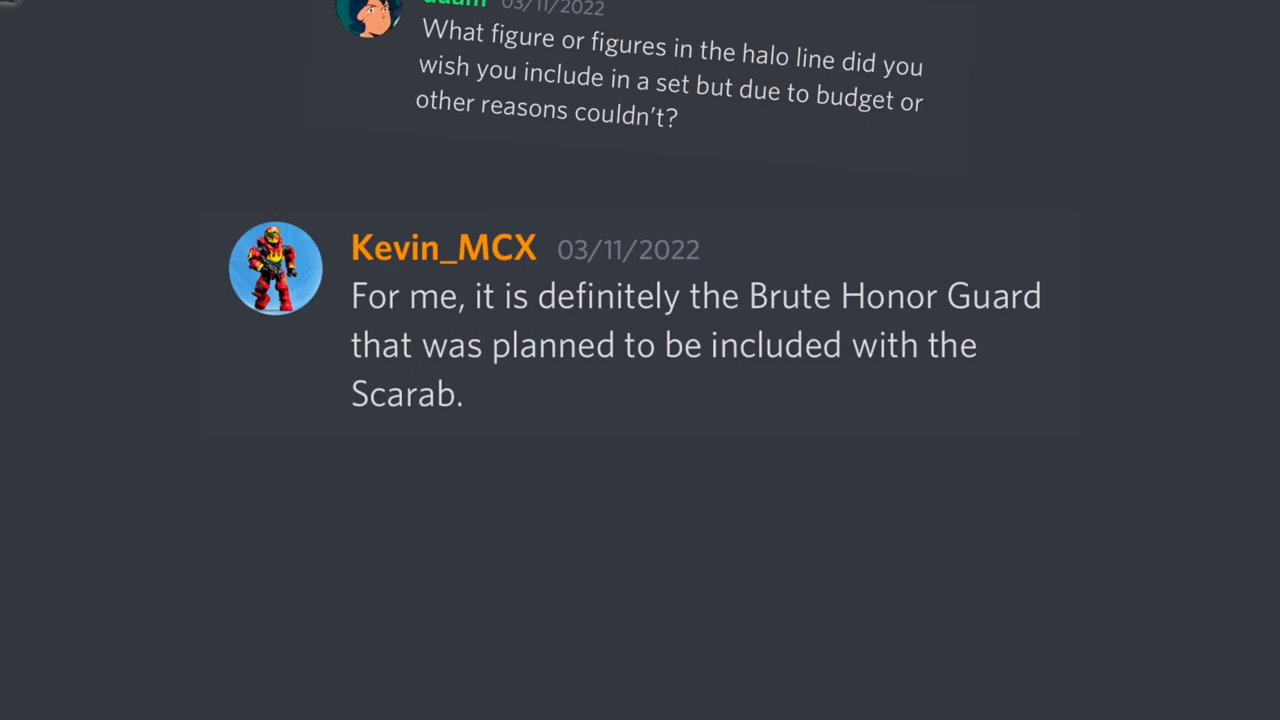 adam 03/11/2022
What figure or figures in the halo line did you
wish you include in a set but due to budget or
other reasons couldn't?
Kevin_MCX 03/11/2022
For me, it is definitely the Brute Honor Guard
that was planned to be included with the
Scarab.